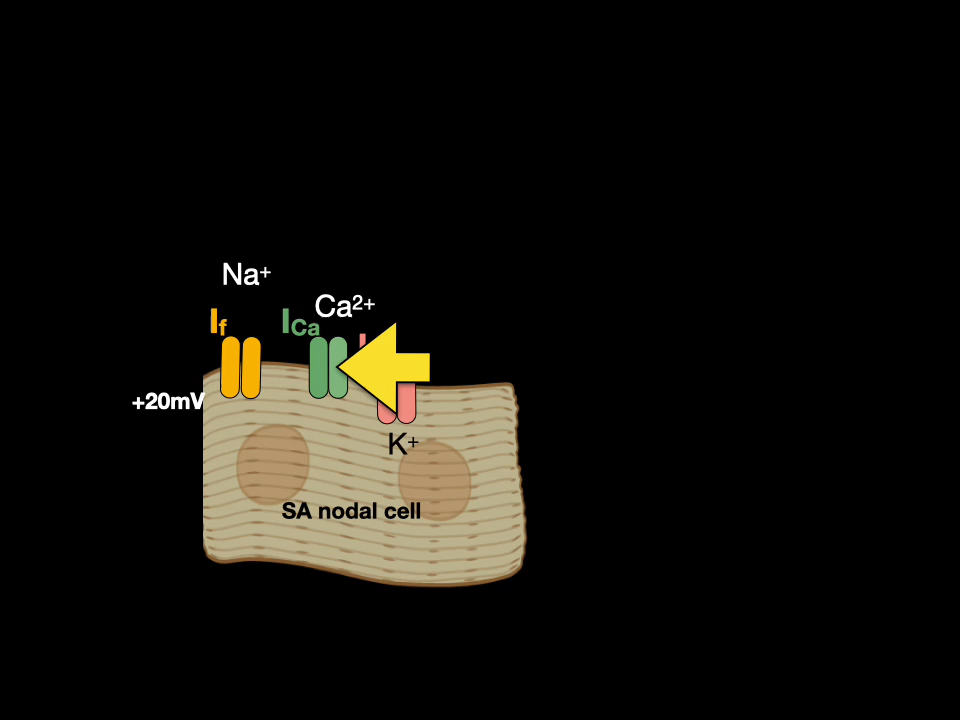 Na⁺
Ca²⁺
If
ICa
+20mV
K⁺
SA nodal cell